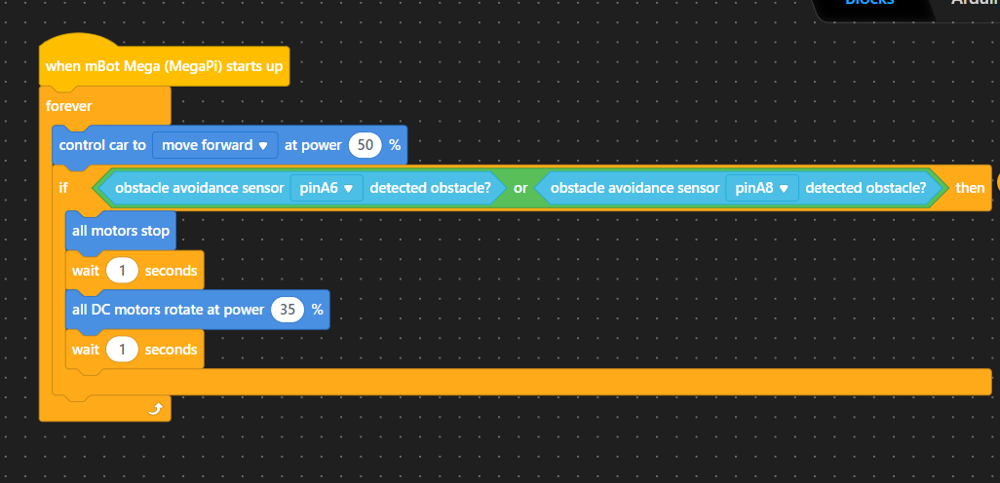 Blocks
when mBot Mega (MegaPi) starts up
forever
control car to move forward at power 50 %
if obstacle avoidance sensor pinA6 detected obstacle? or obstacle avoidance sensor pinA8 detected obstacle? then
all motors stop
wait 1 seconds
all DC motors rotate at power 35 %
wait 1 seconds